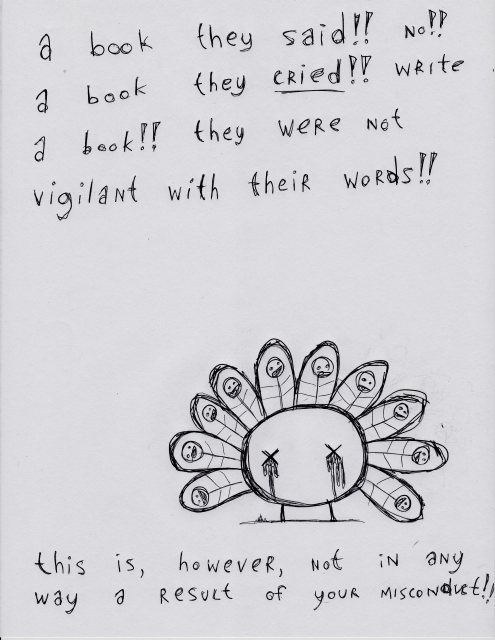 a book they said!! No!!
a book they cried!! write
a book!! they were not
vigilant with their words!!
this is, however, not in any
way a result of your misconduct!!